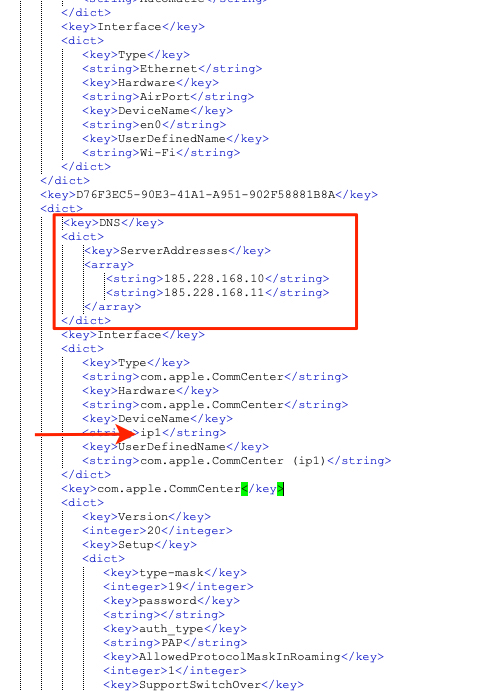 <string>Automatic</string>
</dict>
<key>Interface</key>
<dict>
<key>Type</key>
<string>Ethernet</string>
<key>Hardware</key>
<string>AirPort</string>
<key>DeviceName</key>
<string>en0</string>
<key>UserDefinedName</key>
<string>Wi-Fi</string>
</dict>
</dict>
<key>D76F3EC5-90E3-41A1-A951-902F58881B8A</key>
<dict>
<key>DNS</key>
<dict>
<key>ServerAddresses</key>
<array>
<string>185.228.168.10</string>
<string>185.228.168.11</string>
</array>
</dict>
<key>Interface</key>
<dict>
<key>Type</key>
<string>com.apple.CommCenter</string>
<key>Hardware</key>
<string>com.apple.CommCenter</string>
<key>DeviceName</key>
<string>ip1</string>
<key>UserDefinedName</key>
<string>com.apple.CommCenter (ip1)</string>
</dict>
<key>com.apple.CommCenter</key>
<dict>
<key>Version</key>
<integer>20</integer>
<key>Setup</key>
<dict>
<key>type-mask</key>
<integer>19</integer>
<key>password</key>
<string></string>
<key>auth_type</key>
<string>PAP</string>
<key>AllowedProtocolMaskInRoaming</key>
<integer>1</integer>
<key>SupportSwitchOver</key>